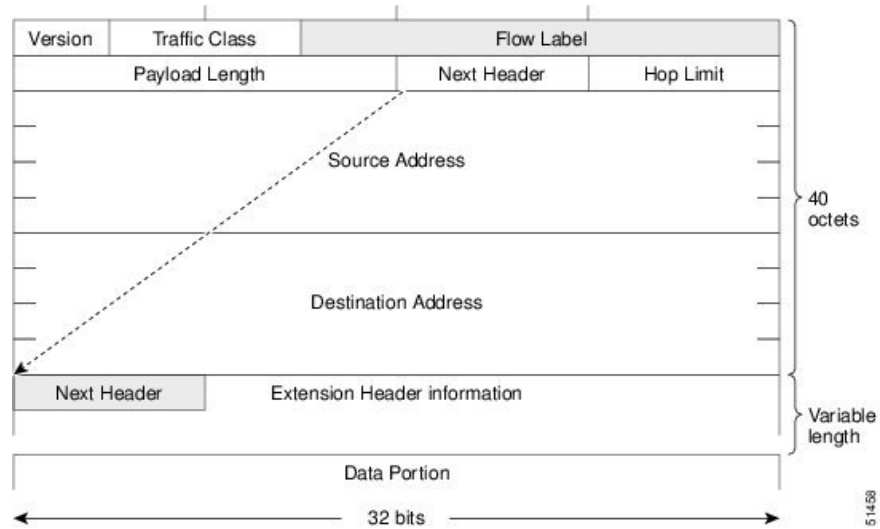 Version Traffic Class Flow Label
Payload Length Next Header Hop Limit
Source Address
40
octets
Destination Address
Next Header Extension Header information
Variable
length
Data Portion
32 bits
51458